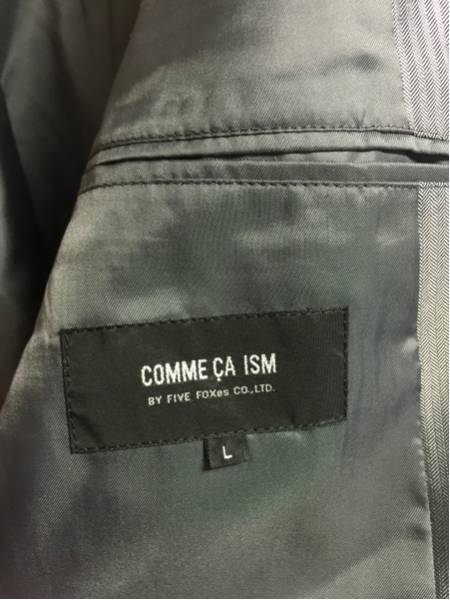 COMME ÇA ISM
BY FIVE FOXes CO.,LTD.
L